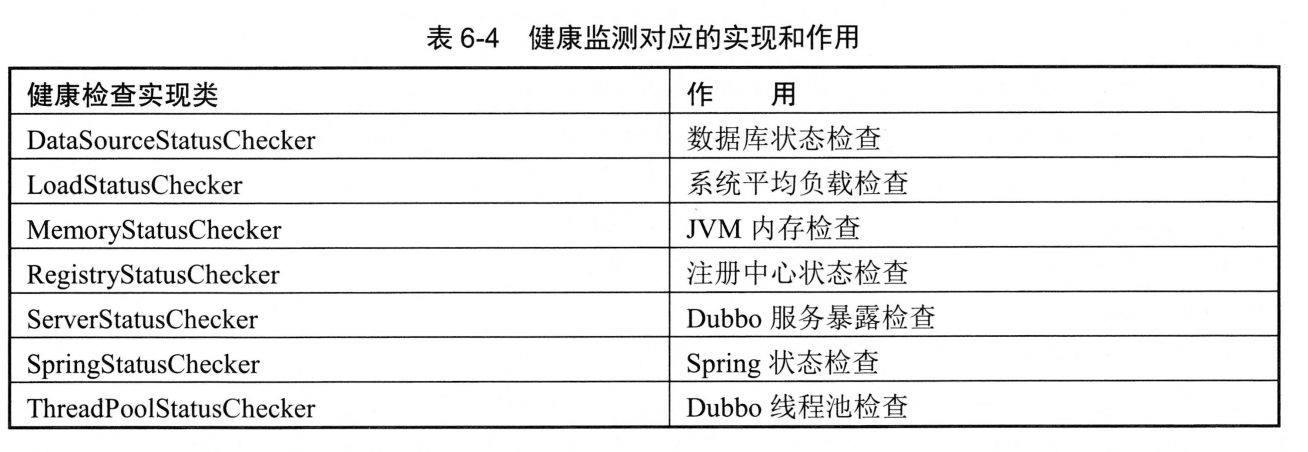 表 6-4 健康监测对应的实现和作用
健康检查实现类 作 用
DataSourceStatusChecker 数据库状态检查
LoadStatusChecker 系统平均负载检查
MemoryStatusChecker JVM 内存检查
RegistryStatusChecker 注册中心状态检查
ServerStatusChecker Dubbo 服务暴露检查
SpringStatusChecker Spring 状态检查
ThreadPoolStatusChecker Dubbo 线程池检查